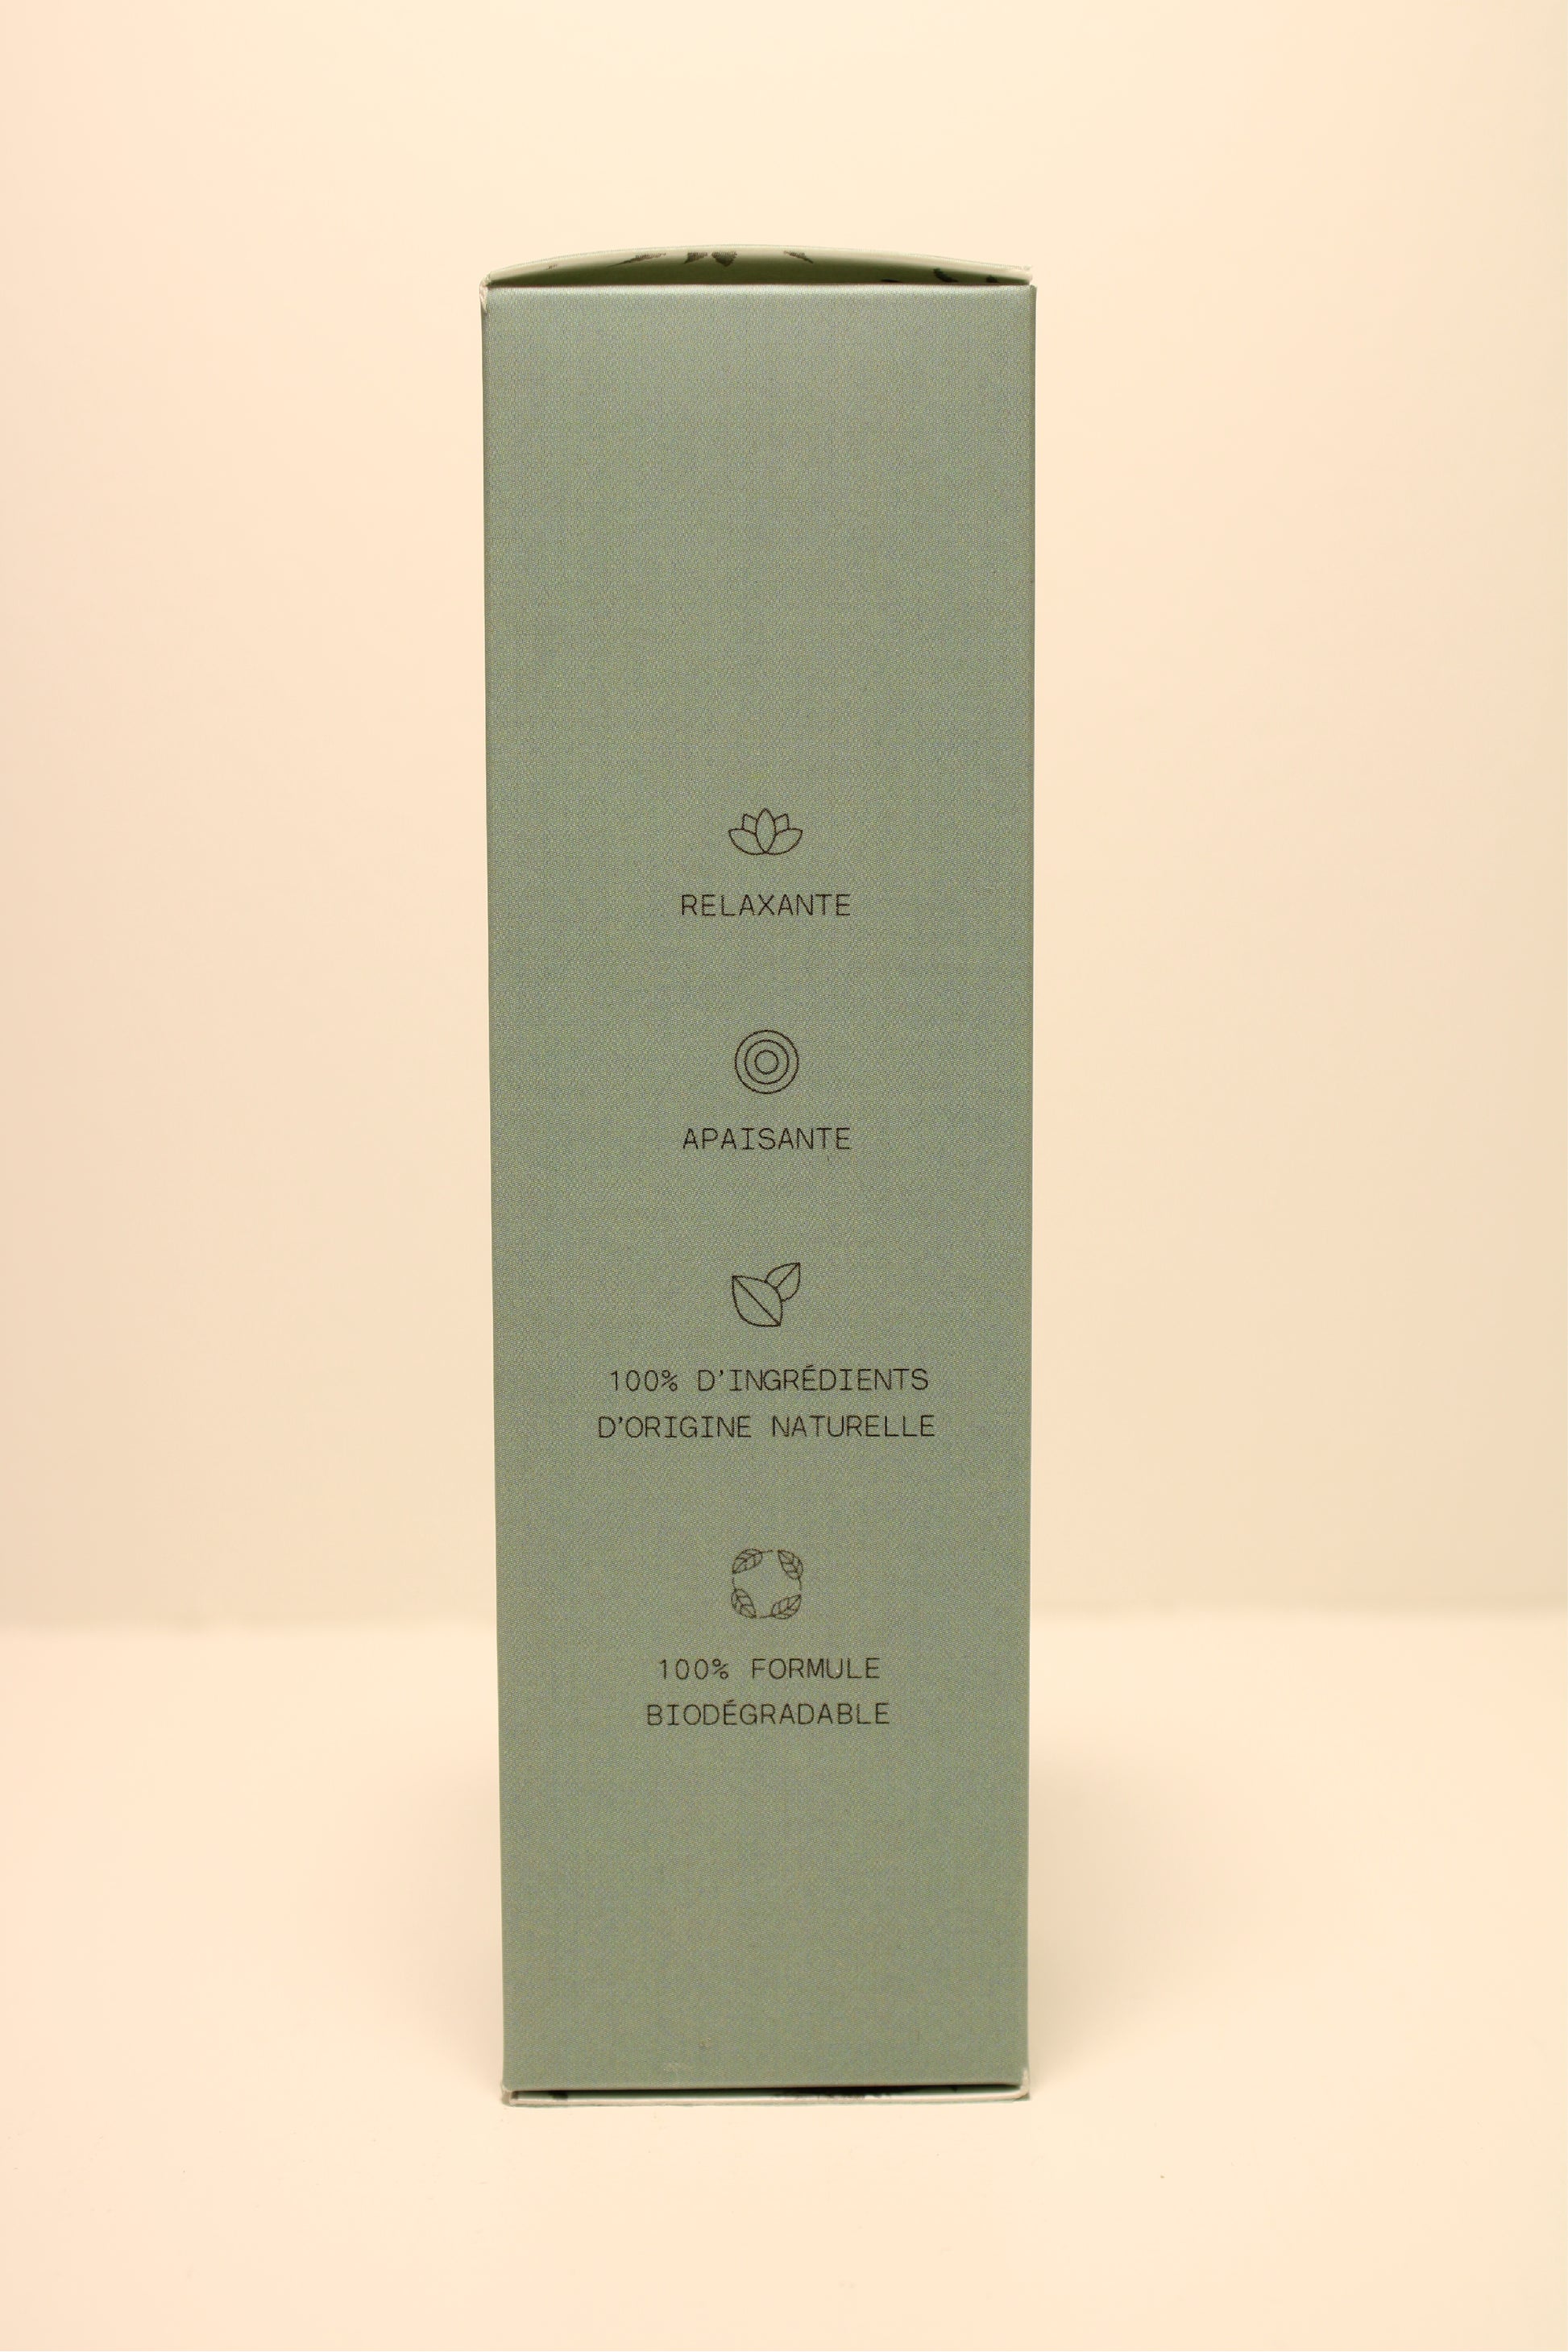 RELAXANTE
APAISANTE
100% D'INGRÉDIENTS
D'ORIGINE NATURELLE
100% FORMULE
BIODÉGRADABLE